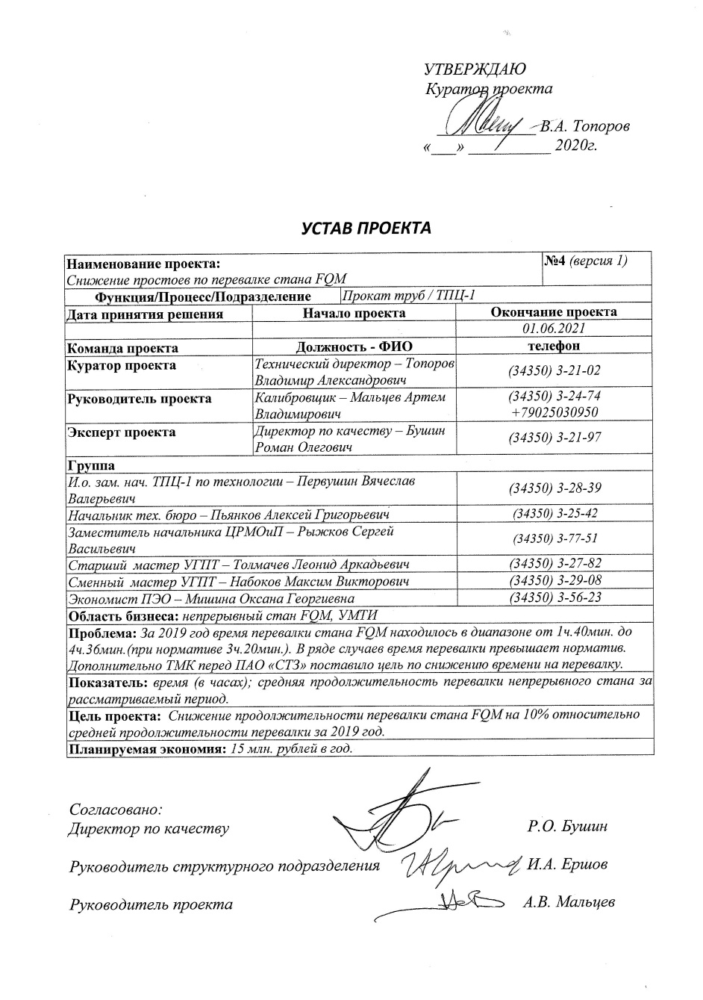 УТВЕРЖДАЮ
Куратор проекта
____________ В.А. Топоров
«___» __________ 2020г.
УСТАВ ПРОЕКТА
Наименование проекта:
Снижение простоев по перевалке стана FQM
№4 (версия 1)
Функция/Процесс/Подразделение Прокат труб / ТПЦ-1
Дата принятия решения Начало проекта Окончание проекта
01.06.2021
Команда проекта Должность - ФИО телефон
Куратор проекта Технический директор – Топоров Владимир Александрович (34350) 3-21-02
Руководитель проекта Калибровщик – Мальцев Артем Владимирович (34350) 3-24-74 +79025030950
Эксперт проекта Директор по качеству – Бушин Роман Олегович (34350) 3-21-97
Группа
И.о. зам. нач. ТПЦ-1 по технологии – Первушин Вячеслав Валерьевич (34350) 3-28-39
Начальник тех. бюро – Пьянков Алексей Григорьевич (34350) 3-25-42
Заместитель начальника ЦРМОиП – Рыжков Сергей Васильевич (34350) 3-77-51
Старший мастер УГПТ – Толмачев Леонид Аркадьевич (34350) 3-27-82
Сменный мастер УГПТ – Набоков Максим Викторович (34350) 3-29-08
Экономист ПЭО – Мишина Оксана Георгиевна (34350) 3-56-23
Область бизнеса: непрерывный стан FQM, УМТИ
Проблема: За 2019 год время перевалки стана FQM находилось в диапазоне от 1ч.40мин. до
4ч.36мин.(при нормативе 3ч.20мин.). В ряде случаев время перевалки превышает норматив.
Дополнительно ТМК перед ПАО «СТЗ» поставило цель по снижению времени на перевалку.
Показатель: время (в часах); средняя продолжительность перевалки непрерывного стана за
рассматриваемый период.
Цель проекта: Снижение продолжительности перевалки стана FQM на 10% относительно
средней продолжительности перевалки за 2019 год.
Планируемая экономия: 15 млн. рублей в год.
Согласовано:
Директор по качеству Р.О. Бушин
Руководитель структурного подразделения И.А. Ершов
Руководитель проекта А.В. Мальцев